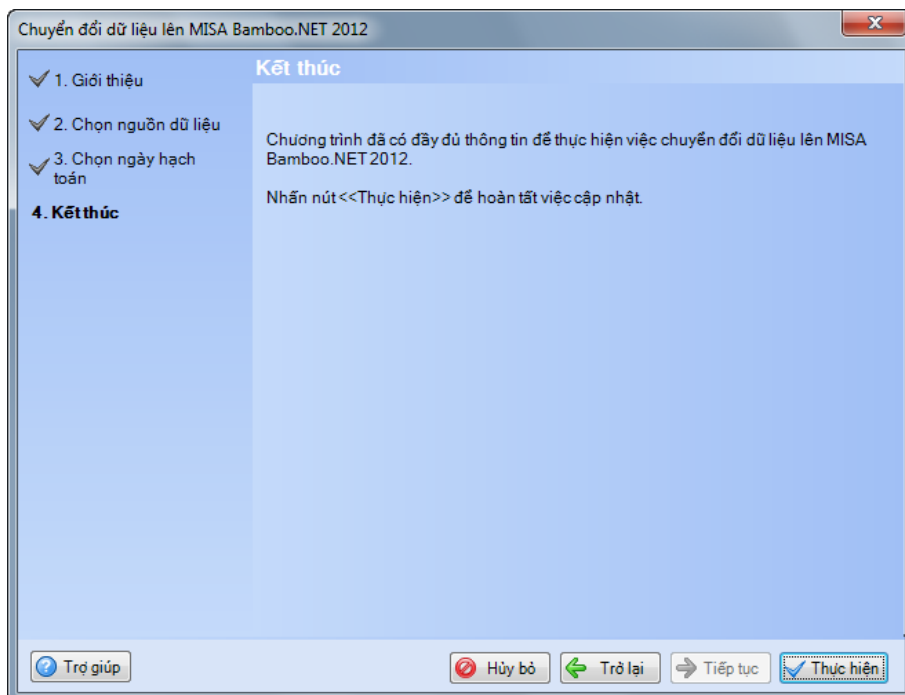 Chuyển đổi dữ liệu lên MISA Bamboo.NET 2012
1. Giới thiệu
2. Chọn nguồn dữ liệu
3. Chọn ngày hạch
toán
4. Kết thúc
Kết thúc
Chương trình đã có đầy đủ thông tin để thực hiện việc chuyển đổi dữ liệu lên MISA
Bamboo.NET 2012.
Nhấn nút <<Thực hiện>> để hoàn tất việc cập nhật.
Trợ giúp
Hủy bỏ
Trở lại
Tiếp tục
Thực hiện